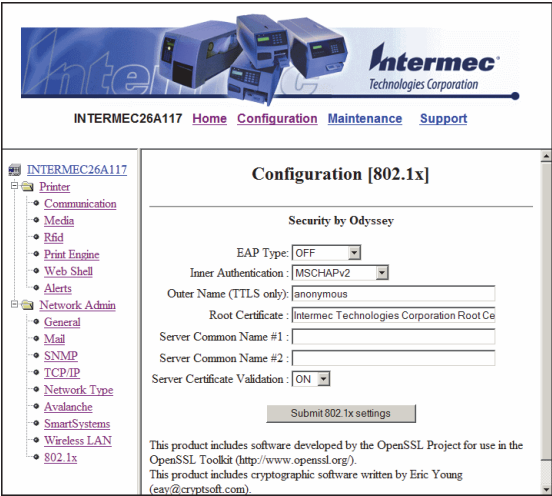 Inte
Intermec
Technologies Corporation
INTERMEC26A117 Home Configuration Maintenance Support
INTERMEC26A117
Printer
Communication
Media
Rfid
Print Engine
Web Shell
Alerts
Network Admin
General
Mail
SNMP
TCP/IP
Network Type
Avalanche
SmartSystems
Wireless LAN
802.1x
Configuration [802.1x]
Security by Odyssey
EAP Type: OFF
Inner Authentication : MSCHAPv2
Outer Name (TTLS only): anonymous
Root Certificate : Intermec Technologies Corporation Root Ce
Server Common Name #1 :
Server Common Name #2 :
Server Certificate Validation : ON
Submit 802.1x settings
This product includes software developed by the OpenSSL Project for use in the
OpenSSL Toolkit (http://www.openssl.org/).
This product includes cryptographic software written by Eric Young
(eay@cryptsoft.com).